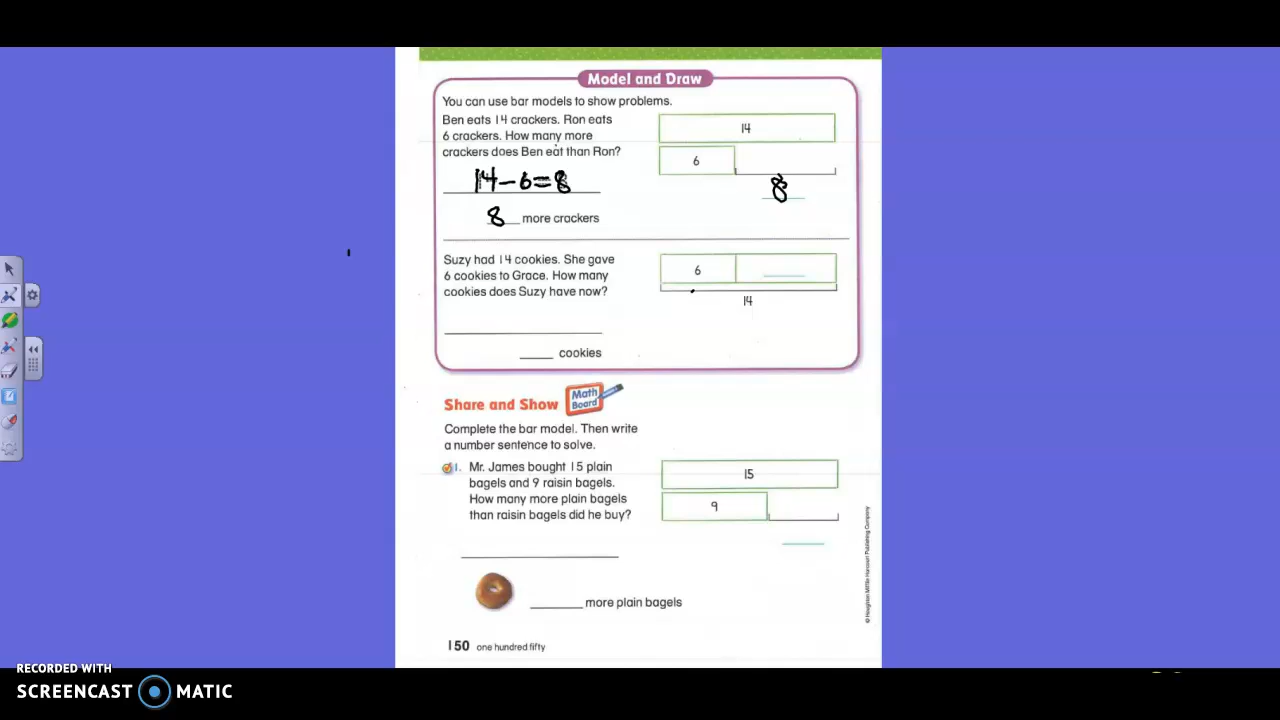 Model and Draw
You can use bar models to show problems.
Ben eats 14 crackers. Ron eats
6 crackers. How many more
crackers does Ben eat than Ron?
14
6
14-6=8
8
8 more crackers
Suzy had 14 cookies. She gave
6 cookies to Grace. How many
cookies does Suzy have now?
6
14
cookies
Share and Show
Math
Board
Complete the bar model. Then write
a number sentence to solve.
1. Mr. James bought 15 plain
bagels and 9 raisin bagels.
How many more plain bagels
than raisin bagels did he buy?
15
9
more plain bagels
© Houghton Mifflin Harcourt Publishing Company
150 one hundred fifty
RECORDED WITH
SCREENCAST MATIC